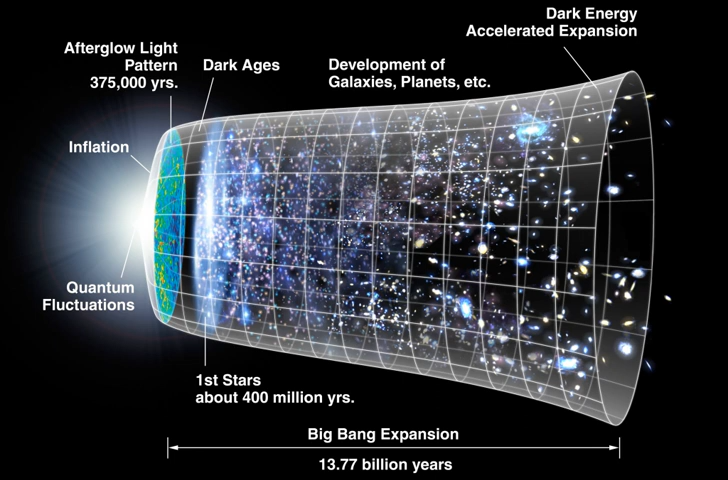 Dark Energy
Accelerated Expansion
Afterglow Light
Pattern
375,000 yrs.
Dark Ages
Development of
Galaxies, Planets, etc.
Inflation
Quantum
Fluctuations
1st Stars
about 400 million yrs.
Big Bang Expansion
13.77 billion years